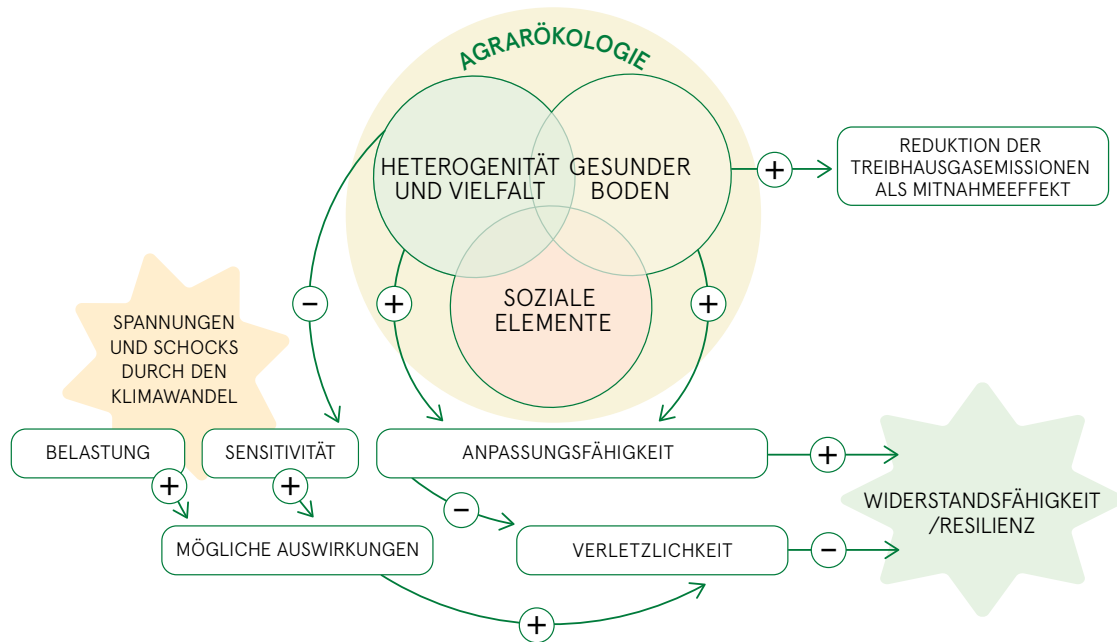 AGRARÖKOLOGIE
HETEROGENITÄT
UND VIELFALT
GESUNDER
BODEN
SOZIALE
ELEMENTE
+
REDUKTION DER
TREIBHAUSGASEMISSIONEN
ALS MITNAHMEEFFEKT
−
+
+
SPANNUNGEN
UND SCHOCKS
DURCH DEN
KLIMAWANDEL
BELASTUNG
SENSITIVITÄT
ANPASSUNGSFÄHIGKEIT
+
+
+
−
WIDERSTANDSFÄHIGKEIT
/RESILIENZ
MÖGLICHE AUSWIRKUNGEN
VERLETZLICHKEIT
−
+